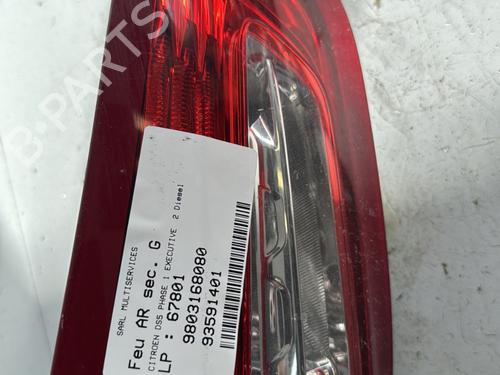 SARL MULTISERVICES
Feu AR sec. G
CITROEN DS5 PHASE 1 EXECUTIVE 2 Diesel
LP : 67801
9803168080
93591401
B-PARTS